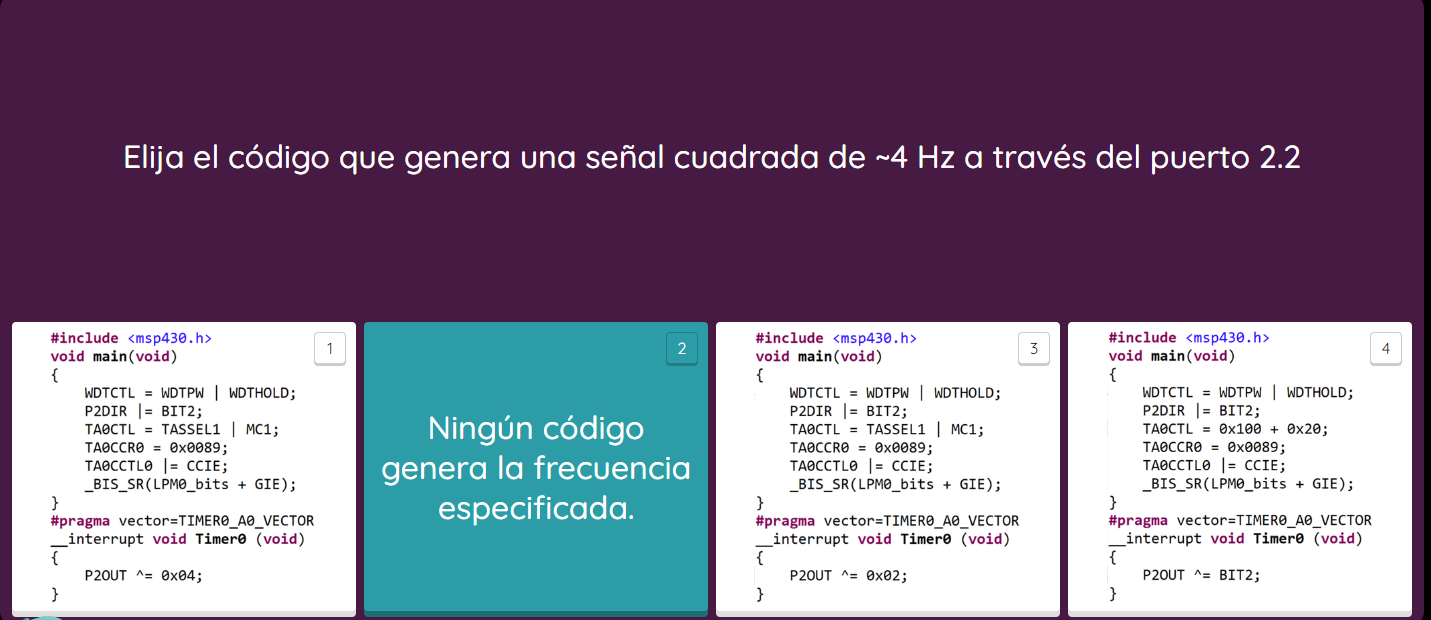 Elija el código que genera una señal cuadrada de ~4 Hz a través del puerto 2.2
1
#include <msp430.h>
void main(void)
{
WDTCTL = WDTPW | WDTHOLD;
P2DIR |= BIT2;
TA0CTL = TASSEL1 | MC1;
TA0CCR0 = 0x0089;
TA0CCTL0 |= CCIE;
_BIS_SR(LPM0_bits + GIE);
}
#pragma vector=TIMER0_A0_VECTOR
__interrupt void Timer0 (void)
{
P2OUT ^= 0x04;
}
2
Ningún código
genera la frecuencia
especificada.
3
#include <msp430.h>
void main(void)
{
WDTCTL = WDTPW | WDTHOLD;
P2DIR |= BIT2;
TA0CTL = TASSEL1 | MC1;
TA0CCR0 = 0x0089;
TA0CCTL0 |= CCIE;
_BIS_SR(LPM0_bits + GIE);
}
#pragma vector=TIMER0_A0_VECTOR
__interrupt void Timer0 (void)
{
P2OUT ^= 0x02;
}
4
#include <msp430.h>
void main(void)
{
WDTCTL = WDTPW | WDTHOLD;
P2DIR |= BIT2;
TA0CTL = 0x100 + 0x20;
TA0CCR0 = 0x0089;
TA0CCTL0 |= CCIE;
_BIS_SR(LPM0_bits + GIE);
}
#pragma vector=TIMER0_A0_VECTOR
__interrupt void Timer0 (void)
{
P2OUT ^= BIT2;
}